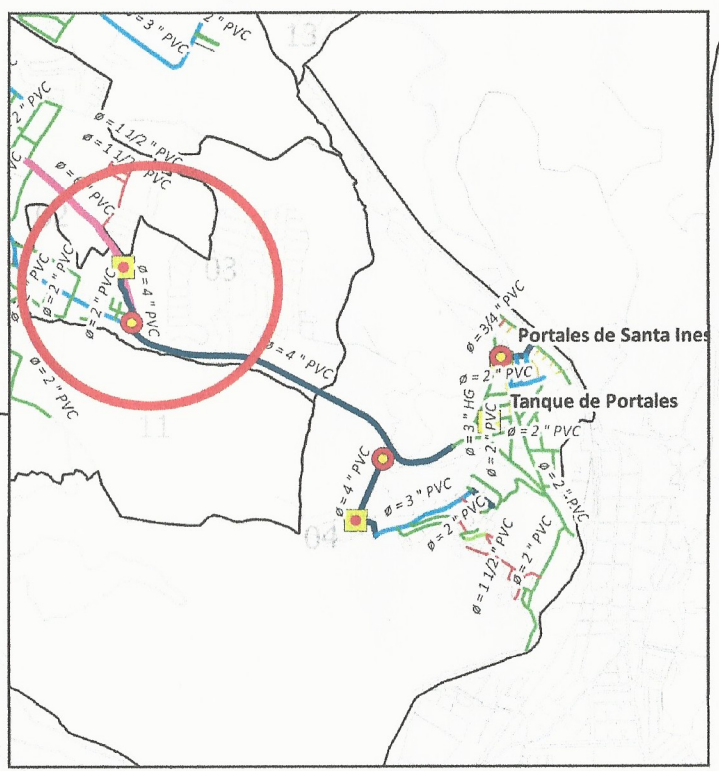 ø = 3 " PVC
2 " PVC
13
2 " PVC
ø = 1 1/2 " PVC
ø = 1 1/2 " PVC
VC
PVC
03
ø = 4 " PVC
PVC
ø = 2 " PVC
ø = 2 " PVC
ø = 3/4 " PVC
Portales de Santa Ines
ø = 4 " PVC
ø = 2 " PVC
2 " PVC
ø = 3 " HG
Tanque de Portales
11
ø = 2 " PVC
ø = 2 " PVC
ø = 4 " PVC
ø = 3 " PVC
ø = 2 " PVC
ø = 2 " PVC
04
ø = 1 1/2 " PVC
ø = 2 " PVC